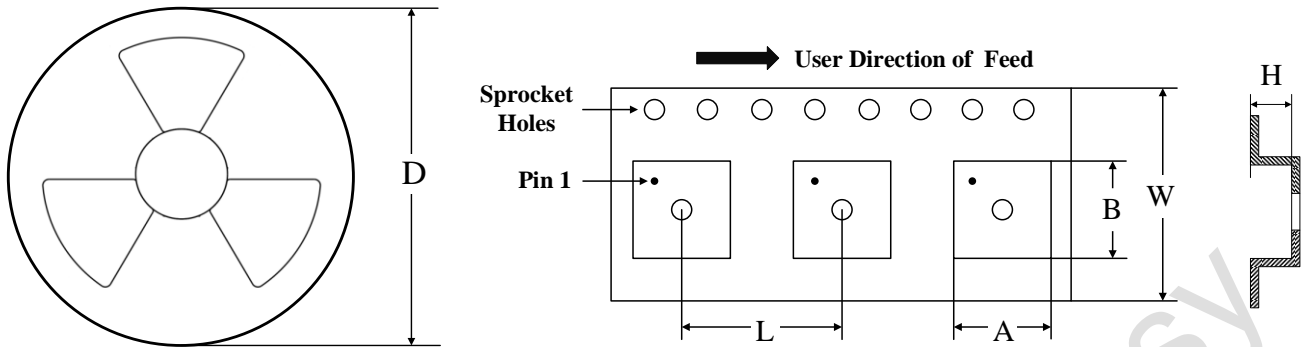 D
User Direction of Feed
Sprocket
Holes
Pin 1
L
A
B
W
H